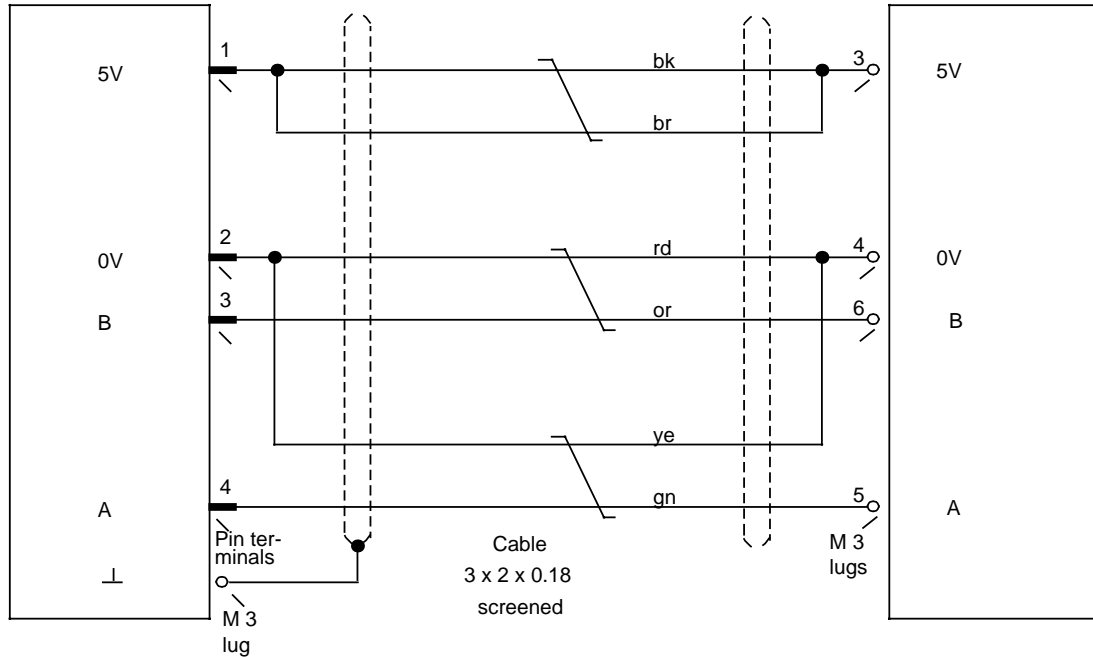 1 bk 3
5V 5V
br
2 rd 4
0V 0V
3 or 6
B B
ye
4 gn 5
A A
Pin ter-
minals
Cable
3 x 2 x 0.18
screened
M 3
lugs
M 3
lug